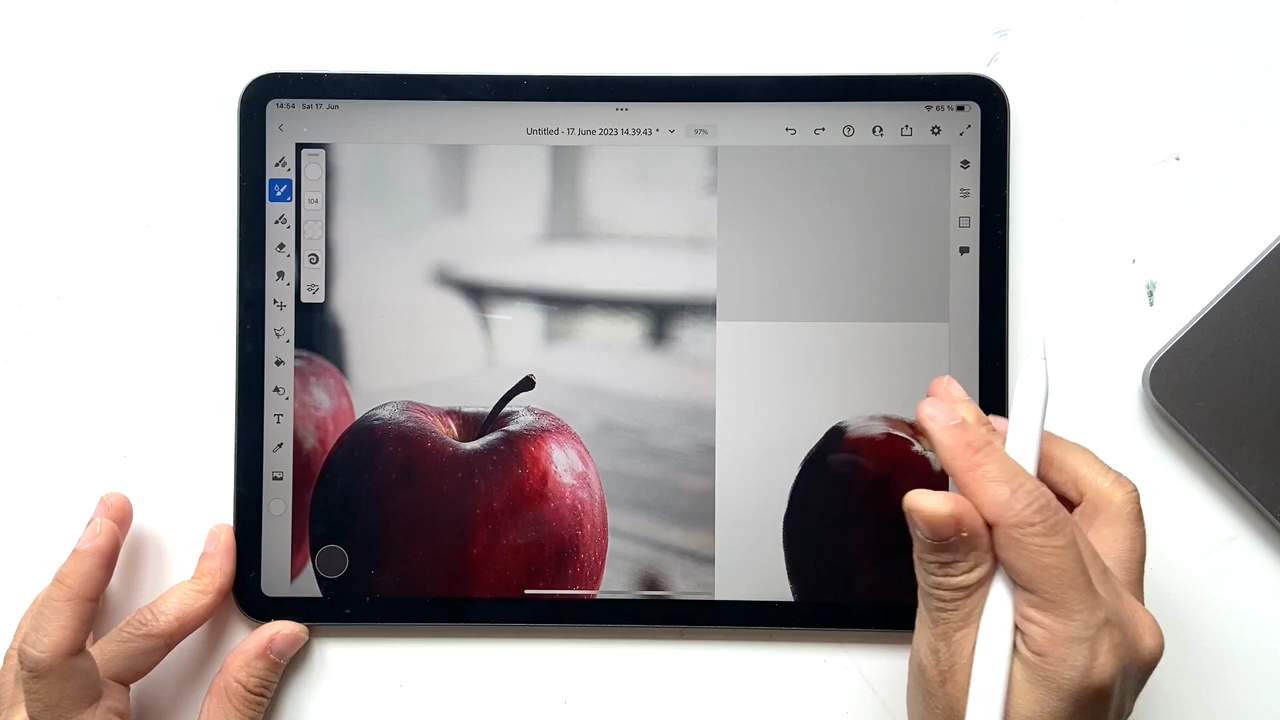 14:54 Sat 17. Jun
65 %
Untitled - 17. June 2023 14.39.43 *
97%
104
T